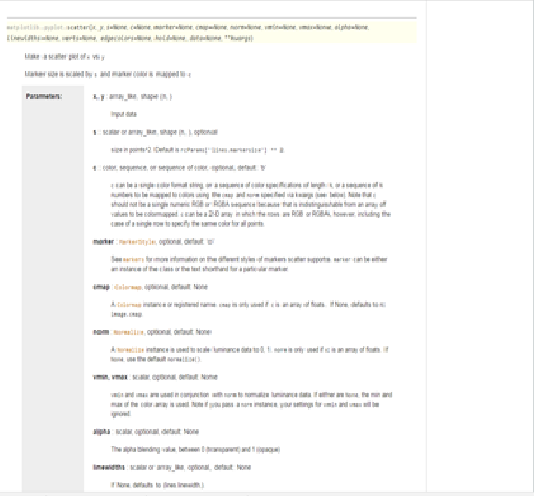 matplotlib.pyplot.scatter(x, y, s=None, c=None, marker=None, cmap=None, norm=None, vmin=None, vmax=None, alpha=None,
linewidths=None, verts=None, edgecolors=None, hold=None, data=None, **kwargs)
Make a scatter plot of x vs y
Marker size is scaled by s and marker color is mapped to c
Parameters:
x, y : array_like, shape (n, )
Input data
s : scalar or array_like, shape (n, ), optional
size in points^2. Default is rcParams['lines.markersize'] ** 2.
c : color, sequence, or sequence of color, optional, default: 'b'
c can be a single color format string, or a sequence of color specifications of length N, or a sequence of N
numbers to be mapped to colors using the cmap and norm specified via kwargs (see below). Note that c
should not be a single numeric RGB or RGBA sequence because that is indistinguishable from an array of
values to be colormapped. c can be a 2-D array in which the rows are RGB or RGBA, however, including the
case of a single row to specify the same color for all points.
marker : MarkerStyle, optional, default: 'o'
See markers for more information on the different styles of markers scatter supports. marker can be either
an instance of the class or the text shorthand for a particular marker.
cmap : Colormap, optional, default: None
A Colormap instance or registered name. cmap is only used if c is an array of floats. If None, defaults to rc
image.cmap.
norm : Normalize, optional, default: None
A Normalize instance is used to scale luminance data to 0, 1. norm is only used if c is an array of floats. If
None, use the default normalize().
vmin, vmax : scalar, optional, default: None
vmin and vmax are used in conjunction with norm to normalize luminance data. If either are None, the min and
max of the color array is used. Note if you pass a norm instance, your settings for vmin and vmax will be
ignored.
alpha : scalar, optional, default: None
The alpha blending value, between 0 (transparent) and 1 (opaque)
linewidths : scalar or array_like, optional, default: None
If None, defaults to (lines.linewidth,)